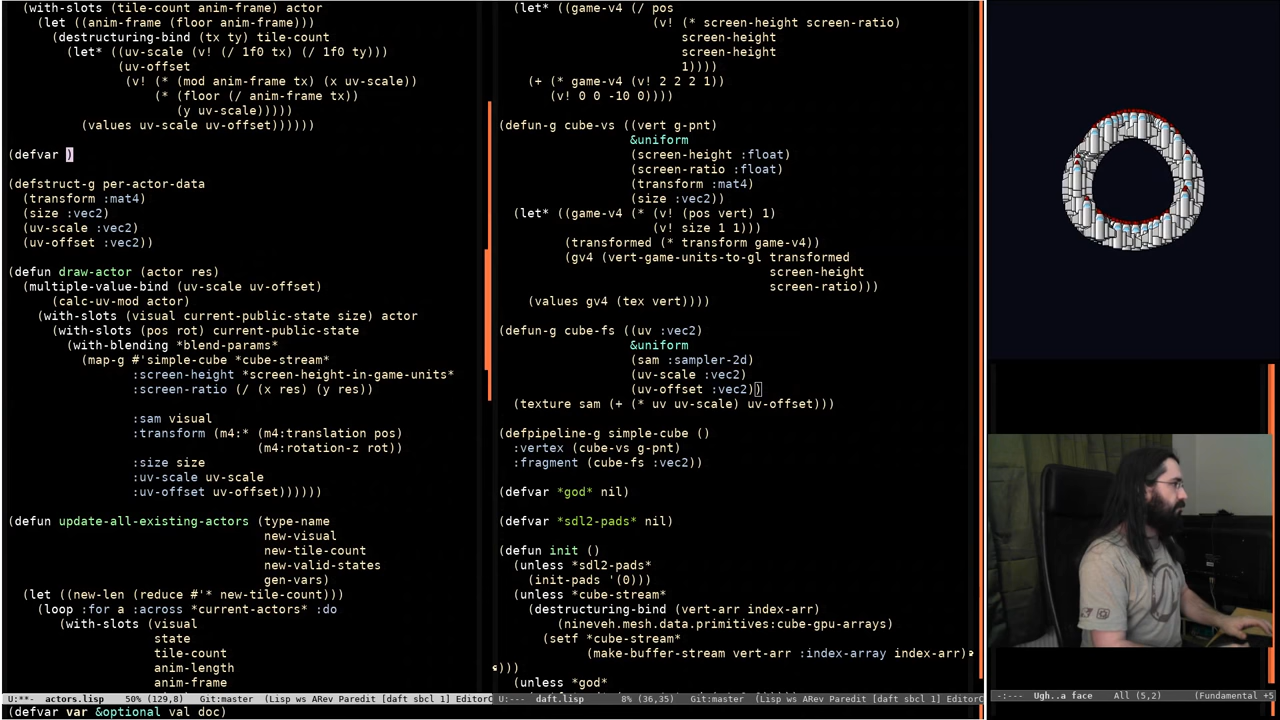 (with-slots (tile-count anim-frame) actor
    (let ((anim-frame (floor anim-frame)))
      (destructuring-bind (tx ty) tile-count
        (let* ((uv-scale (v! (/ 1f0 tx) (/ 1f0 ty)))
               (uv-offset
                (v! (* (mod anim-frame tx) (x uv-scale))
                    (* (floor (/ anim-frame tx))
                       (y uv-scale)))))
          (values uv-scale uv-offset))))))
(defvar )
(defstruct-g per-actor-data
  (transform :mat4)
  (size :vec2)
  (uv-scale :vec2)
  (uv-offset :vec2))
(defun draw-actor (actor res)
  (multiple-value-bind (uv-scale uv-offset)
      (calc-uv-mod actor)
    (with-slots (visual current-public-state size) actor
      (with-slots (pos rot) current-public-state
        (with-blending *blend-params*
          (map-g #'simple-cube *cube-stream*
                 :screen-height *screen-height-in-game-units*
                 :screen-ratio (/ (x res) (y res))
                 :sam visual
                 :transform (m4:* (m4:translation pos)
                                  (m4:rotation-z rot))
                 :size size
                 :uv-scale uv-scale
                 :uv-offset uv-offset))))))
(defun update-all-existing-actors (type-name
                                   new-visual
                                   new-tile-count
                                   new-valid-states
                                   gen-vars)
  (let ((new-len (reduce #'* new-tile-count)))
    (loop :for a :across *current-actors* :do
       (with-slots (visual
                    state
                    tile-count
                    anim-length
                    anim-frame
U:**-  actors.lisp    50% (129,8)    Git:master  (Lisp ws ARev Paredit [daft sbcl 1] EditorC
(defvar var &optional val doc)
  (let* ((game-v4 (/ pos
                     (v! (* screen-height screen-ratio)
                         screen-height
                         screen-height
                         1))))
    (+ (* game-v4 (v! 2 2 2 1))
       (v! 0 0 -10 0))))
(defun-g cube-vs ((vert g-pnt)
                  &uniform
                  (screen-height :float)
                  (screen-ratio :float)
                  (transform :mat4)
                  (size :vec2))
  (let* ((game-v4 (* (v! (pos vert) 1)
                     (v! size 1 1)))
         (transformed (* transform game-v4))
         (gv4 (vert-game-units-to-gl transformed
                                     screen-height
                                     screen-ratio)))
    (values gv4 (tex vert))))
(defun-g cube-fs ((uv :vec2)
                  &uniform
                  (sam :sampler-2d)
                  (uv-scale :vec2)
                  (uv-offset :vec2))
  (texture sam (+ (* uv uv-scale) uv-offset)))
(defpipeline-g simple-cube ()
  :vertex (cube-vs g-pnt)
  :fragment (cube-fs :vec2))
(defvar *god* nil)
(defvar *sdl2-pads* nil)
(defun init ()
  (unless *sdl2-pads*
    (init-pads '(0)))
  (unless *cube-stream*
    (destructuring-bind (vert-arr index-arr)
        (nineveh.mesh.data.primitives:cube-gpu-arrays)
      (setf *cube-stream*
            (make-buffer-stream vert-arr :index-array index-arr)
)))
  (unless *god*
U:---  daft.lisp      8% (36,35)     Git:master  (Lisp ws ARev Paredit [daft sbcl 1] EditorC
-:---  Ugh..a face    All (5,2)      (Fundamental +5